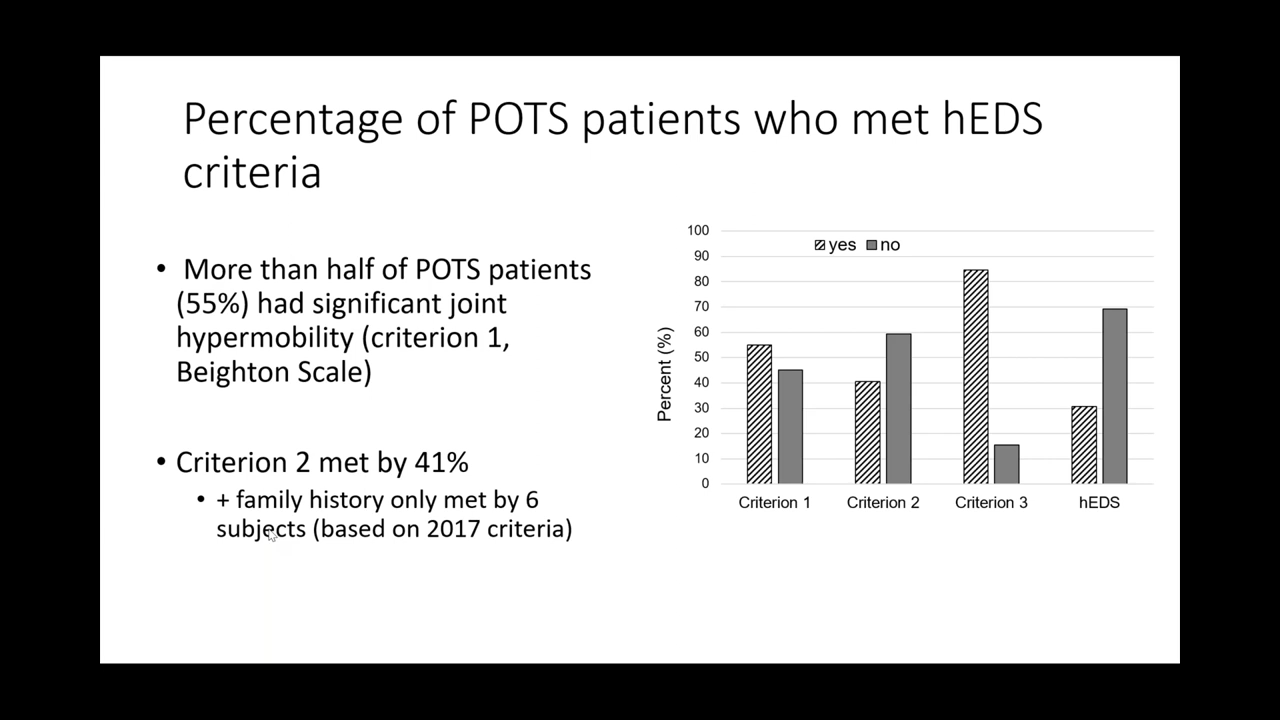 Percentage of POTS patients who met hEDS
criteria
• More than half of POTS patients
(55%) had significant joint
hypermobility (criterion 1,
Beighton Scale)
• Criterion 2 met by 41%
• + family history only met by 6
subjects (based on 2017 criteria)
yes no
Percent (%)
100
90
80
70
60
50
40
30
20
10
0
Criterion 1 Criterion 2 Criterion 3 hEDS